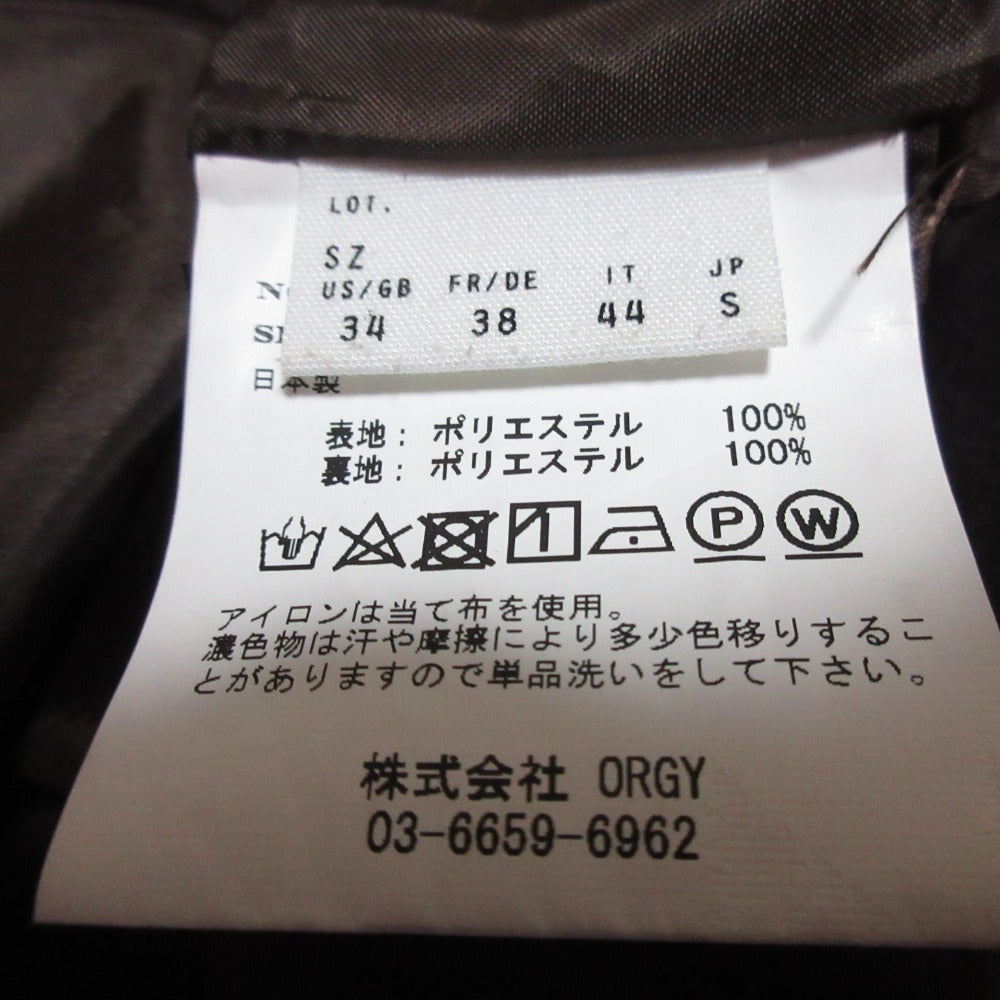 LOT.
SZ
US/GB FR/DE IT JP
34 38 44 S
日本製
表地: ポリエステル 100%
裏地: ポリエステル 100%
P W
アイロンは当て布を使用。
濃色物は汗や摩擦により多少色移りするこ
とがありますので単品洗いをして下さい。
株式会社 ORGY
03-6659-6962